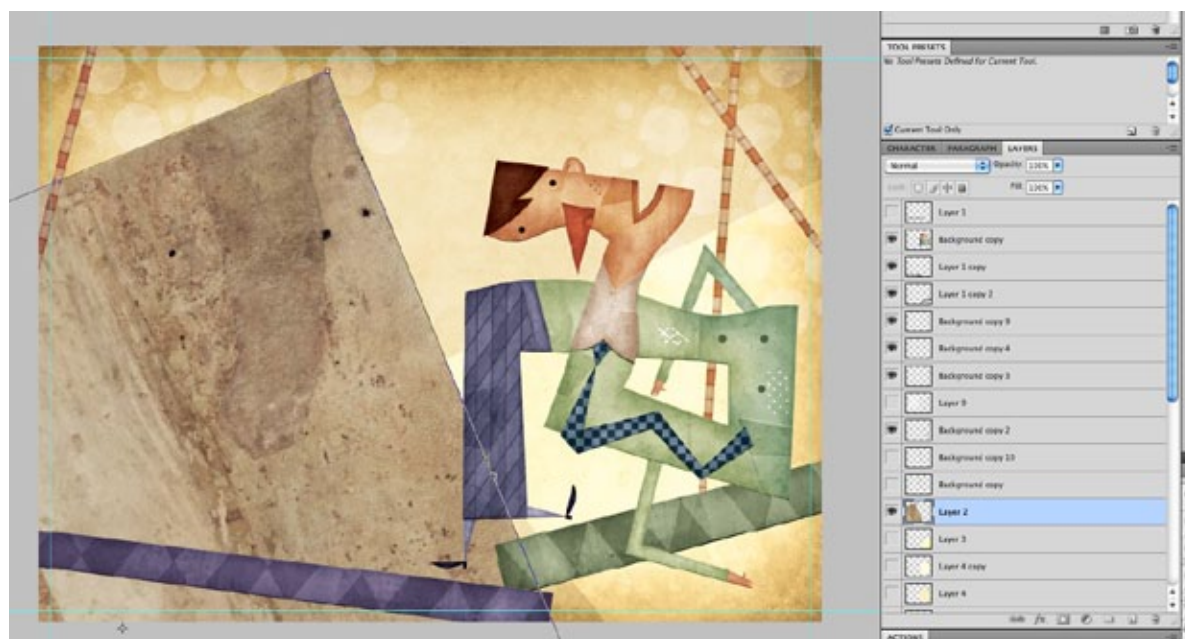 TOOL PRESETS
No Tool Presets Defined for Current Tool.
Current Tool Only
CHARACTER PARAGRAPH LAYERS
Normal Opacity: 100%
Lock: Fill: 100%
Layer 1
Background copy
Layer 1 copy
Layer 1 copy 2
Background copy 9
Background copy 4
Background copy 3
Layer 9
Background copy 2
Background copy 10
Background copy
Layer 2
Layer 3
Layer 4 copy
Layer 4
ACTIONS